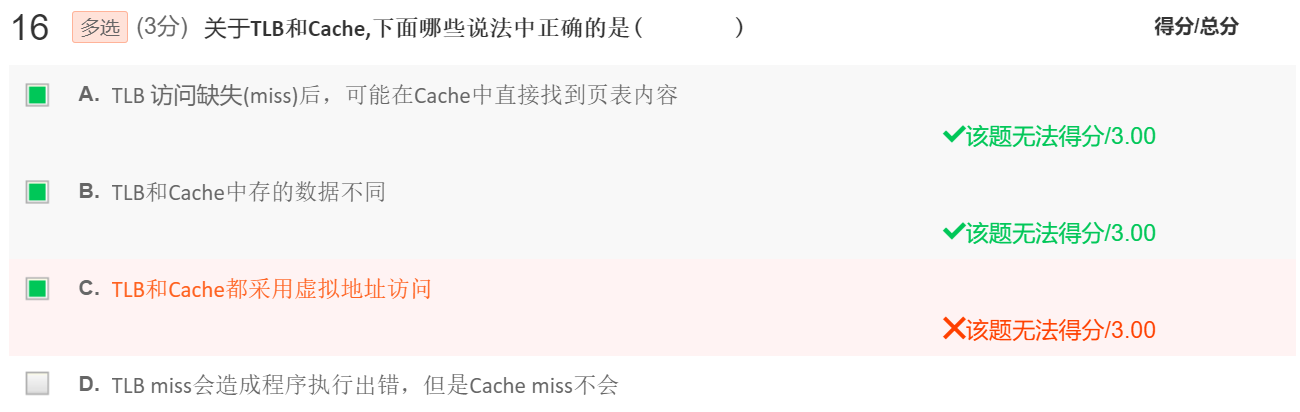 16 多选 (3分) 关于TLB和Cache,下面哪些说法中正确的是( ) 得分/总分
A. TLB 访问缺失(miss)后，可能在Cache中直接找到页表内容
该题无法得分/3.00
B. TLB和Cache中存的数据不同
该题无法得分/3.00
C. TLB和Cache都采用虚拟地址访问
该题无法得分/3.00
D. TLB miss会造成程序执行出错，但是Cache miss不会